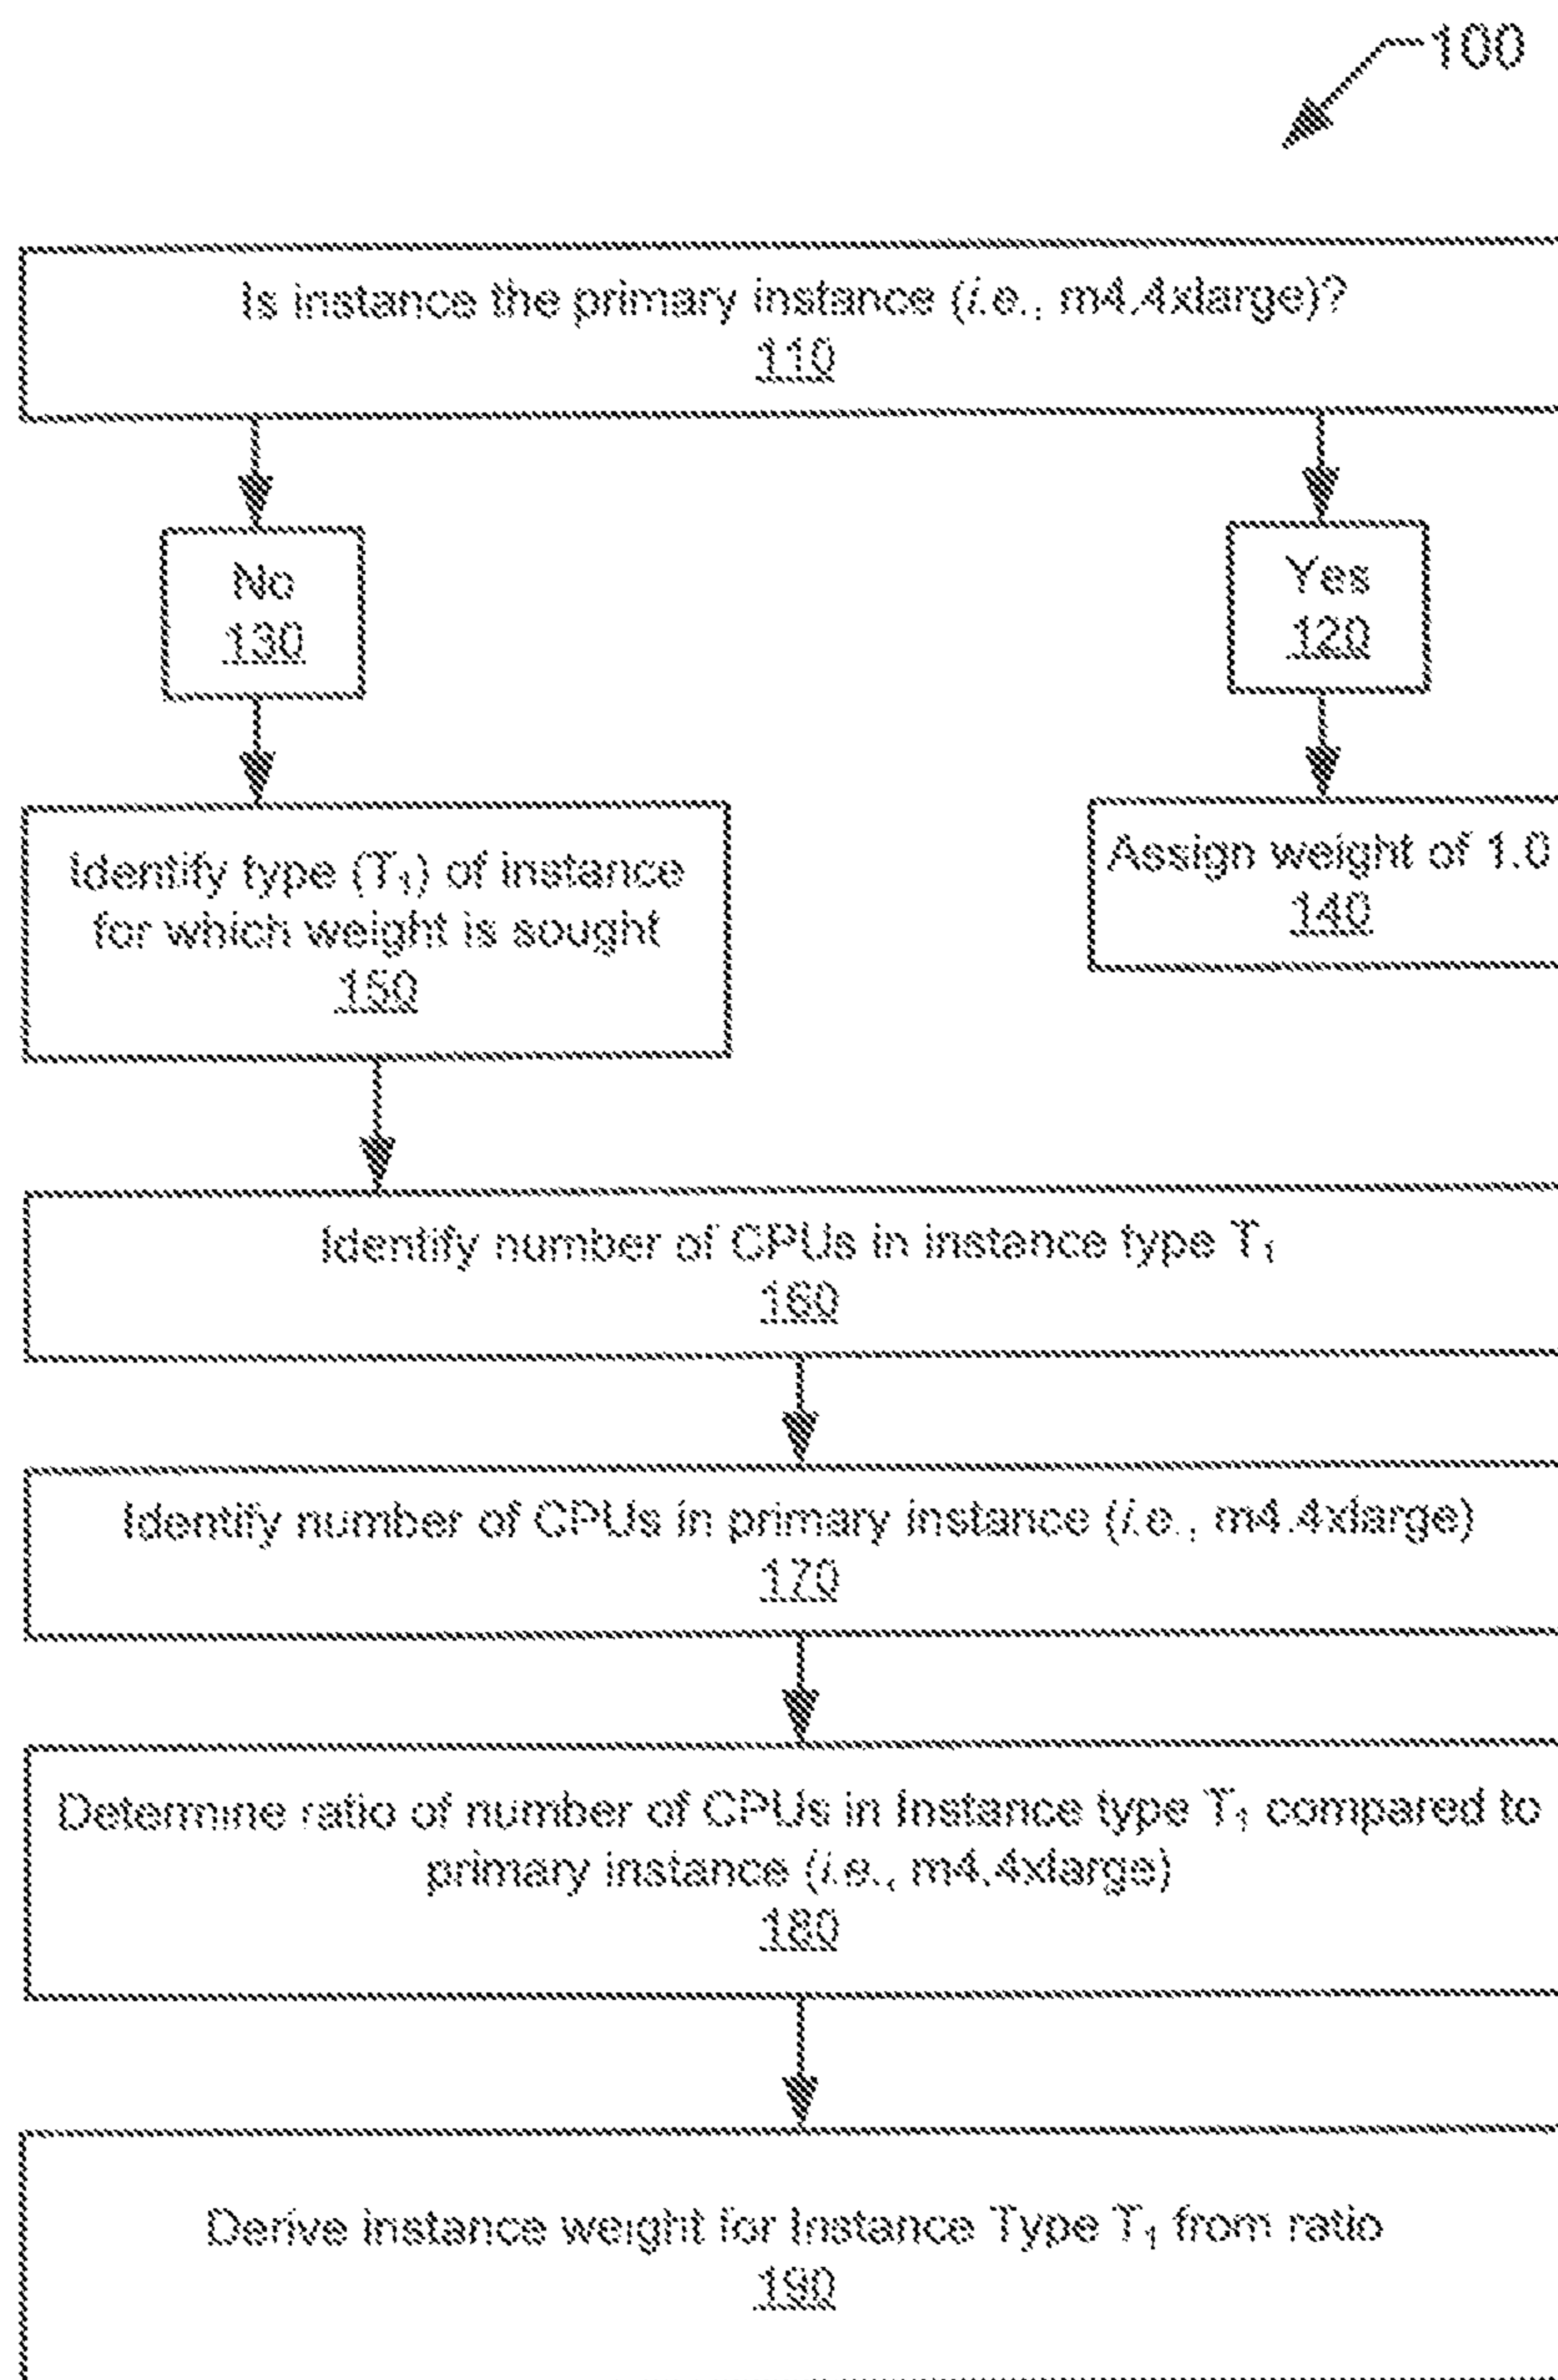 100
Is instance the primary instance (i.e., m4.4xlarge)?
110
No
130
Yes
120
Identify type (T1) of instance
for which weight is sought
150
Assign weight of 1.0
140
Identify number of CPUs in instance type T1
160
Identify number of CPUs in primary instance (i.e., m4.4xlarge)
170
Determine ratio of number of CPUs in Instance type T1 compared to
primary instance (i.e., m4.4xlarge)
180
Derive instance weight for Instance Type T1 from ratio
190